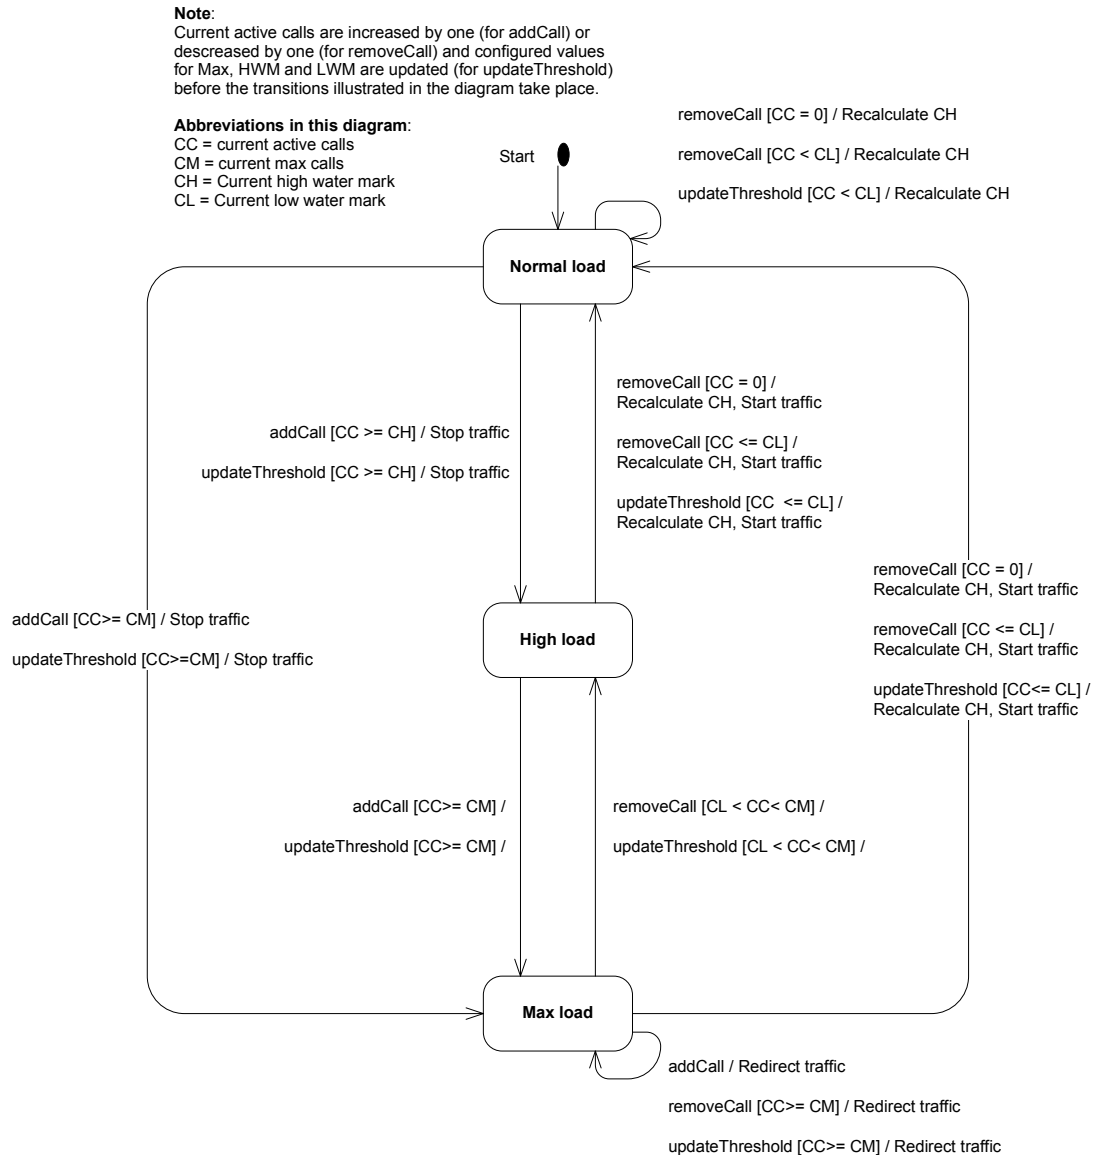 Note:
Current active calls are increased by one (for addCall) or
descreased by one (for removeCall) and configured values
for Max, HWM and LWM are updated (for updateThreshold)
before the transitions illustrated in the diagram take place.
Abbreviations in this diagram:
CC = current active calls
CM = current max calls
CH = Current high water mark
CL = Current low water mark
Start
removeCall [CC = 0] / Recalculate CH
removeCall [CC < CL] / Recalculate CH
updateThreshold [CC < CL] / Recalculate CH
Normal load
addCall [CC >= CH] / Stop traffic
updateThreshold [CC >= CH] / Stop traffic
removeCall [CC = 0] /
Recalculate CH, Start traffic
removeCall [CC <= CL] /
Recalculate CH, Start traffic
updateThreshold [CC  <= CL] /
Recalculate CH, Start traffic
addCall [CC>= CM] / Stop traffic
updateThreshold [CC>=CM] / Stop traffic
High load
removeCall [CC = 0] /
Recalculate CH, Start traffic
removeCall [CC <= CL] /
Recalculate CH, Start traffic
updateThreshold [CC<= CL] /
Recalculate CH, Start traffic
addCall [CC>= CM] /
updateThreshold [CC>= CM] /
removeCall [CL < CC< CM] /
updateThreshold [CL < CC< CM] /
Max load
addCall / Redirect traffic
removeCall [CC>= CM] / Redirect traffic
updateThreshold [CC>= CM] / Redirect traffic